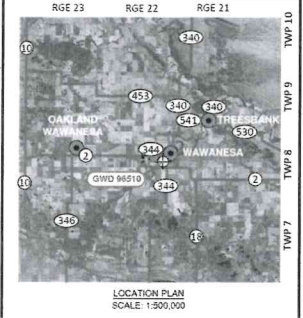 RGE 23 RGE 22 RGE 21
TWP 10
10
340
453
TWP 9
340 340
OAKLAND
WAWANESA
541
TREESBANK
530
344
WAWANESA
2
TWP 8
GWD 96510
10
344
2
346
18
TWP 7
LOCATION PLAN
SCALE: 1:500,000